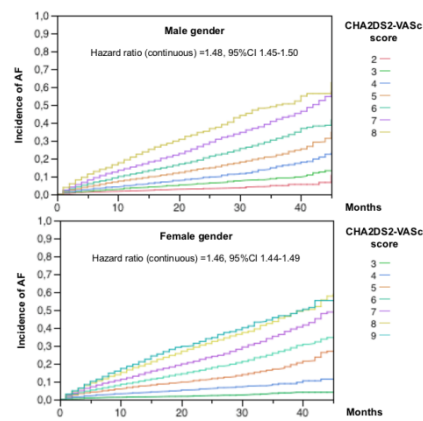 Male gender
Hazard ratio (continuous) =1.48, 95%CI 1.45-1.50
Incidence of AF
1,0
0,9
0,8
0,7
0,6
0,5
0,4
0,3
0,2
0,1
0,0
0 10 20 30 40
Months
CHA2DS2-VASc
score
2
3
4
5
6
7
8
Female gender
Hazard ratio (continuous) =1.46, 95%CI 1.44-1.49
Incidence of AF
1,0
0,9
0,8
0,7
0,6
0,5
0,4
0,3
0,2
0,1
0,0
0 10 20 30 40
Months
CHA2DS2-VASc
score
3
4
5
6
7
8
9